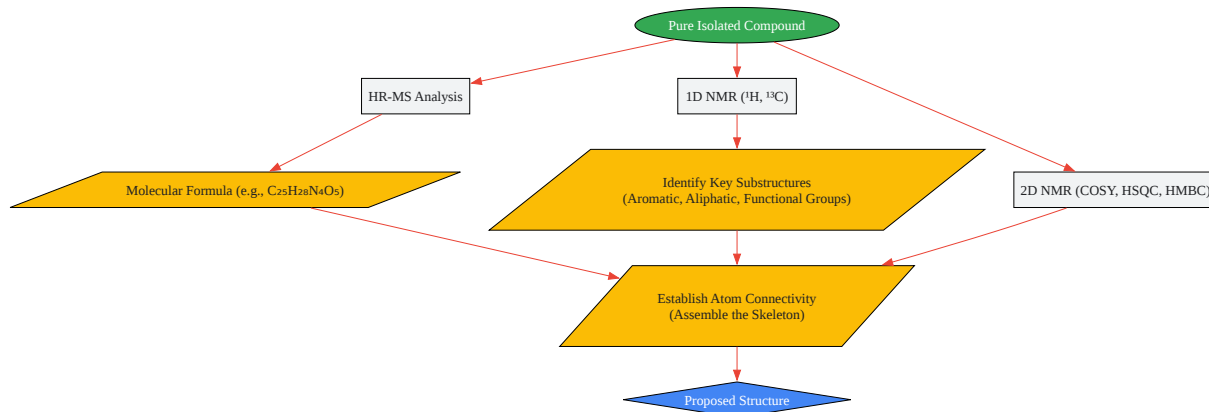 Pure Isolated Compound
HR-MS Analysis
1D NMR (¹H, ¹³C)
Molecular Formula (e.g., C₂₅H₂₈N₄O₅)
Identify Key Substructures
(Aromatic, Aliphatic, Functional Groups)
2D NMR (COSY, HSQC, HMBC)
Establish Atom Connectivity
(Assemble the Skeleton)
Proposed Structure